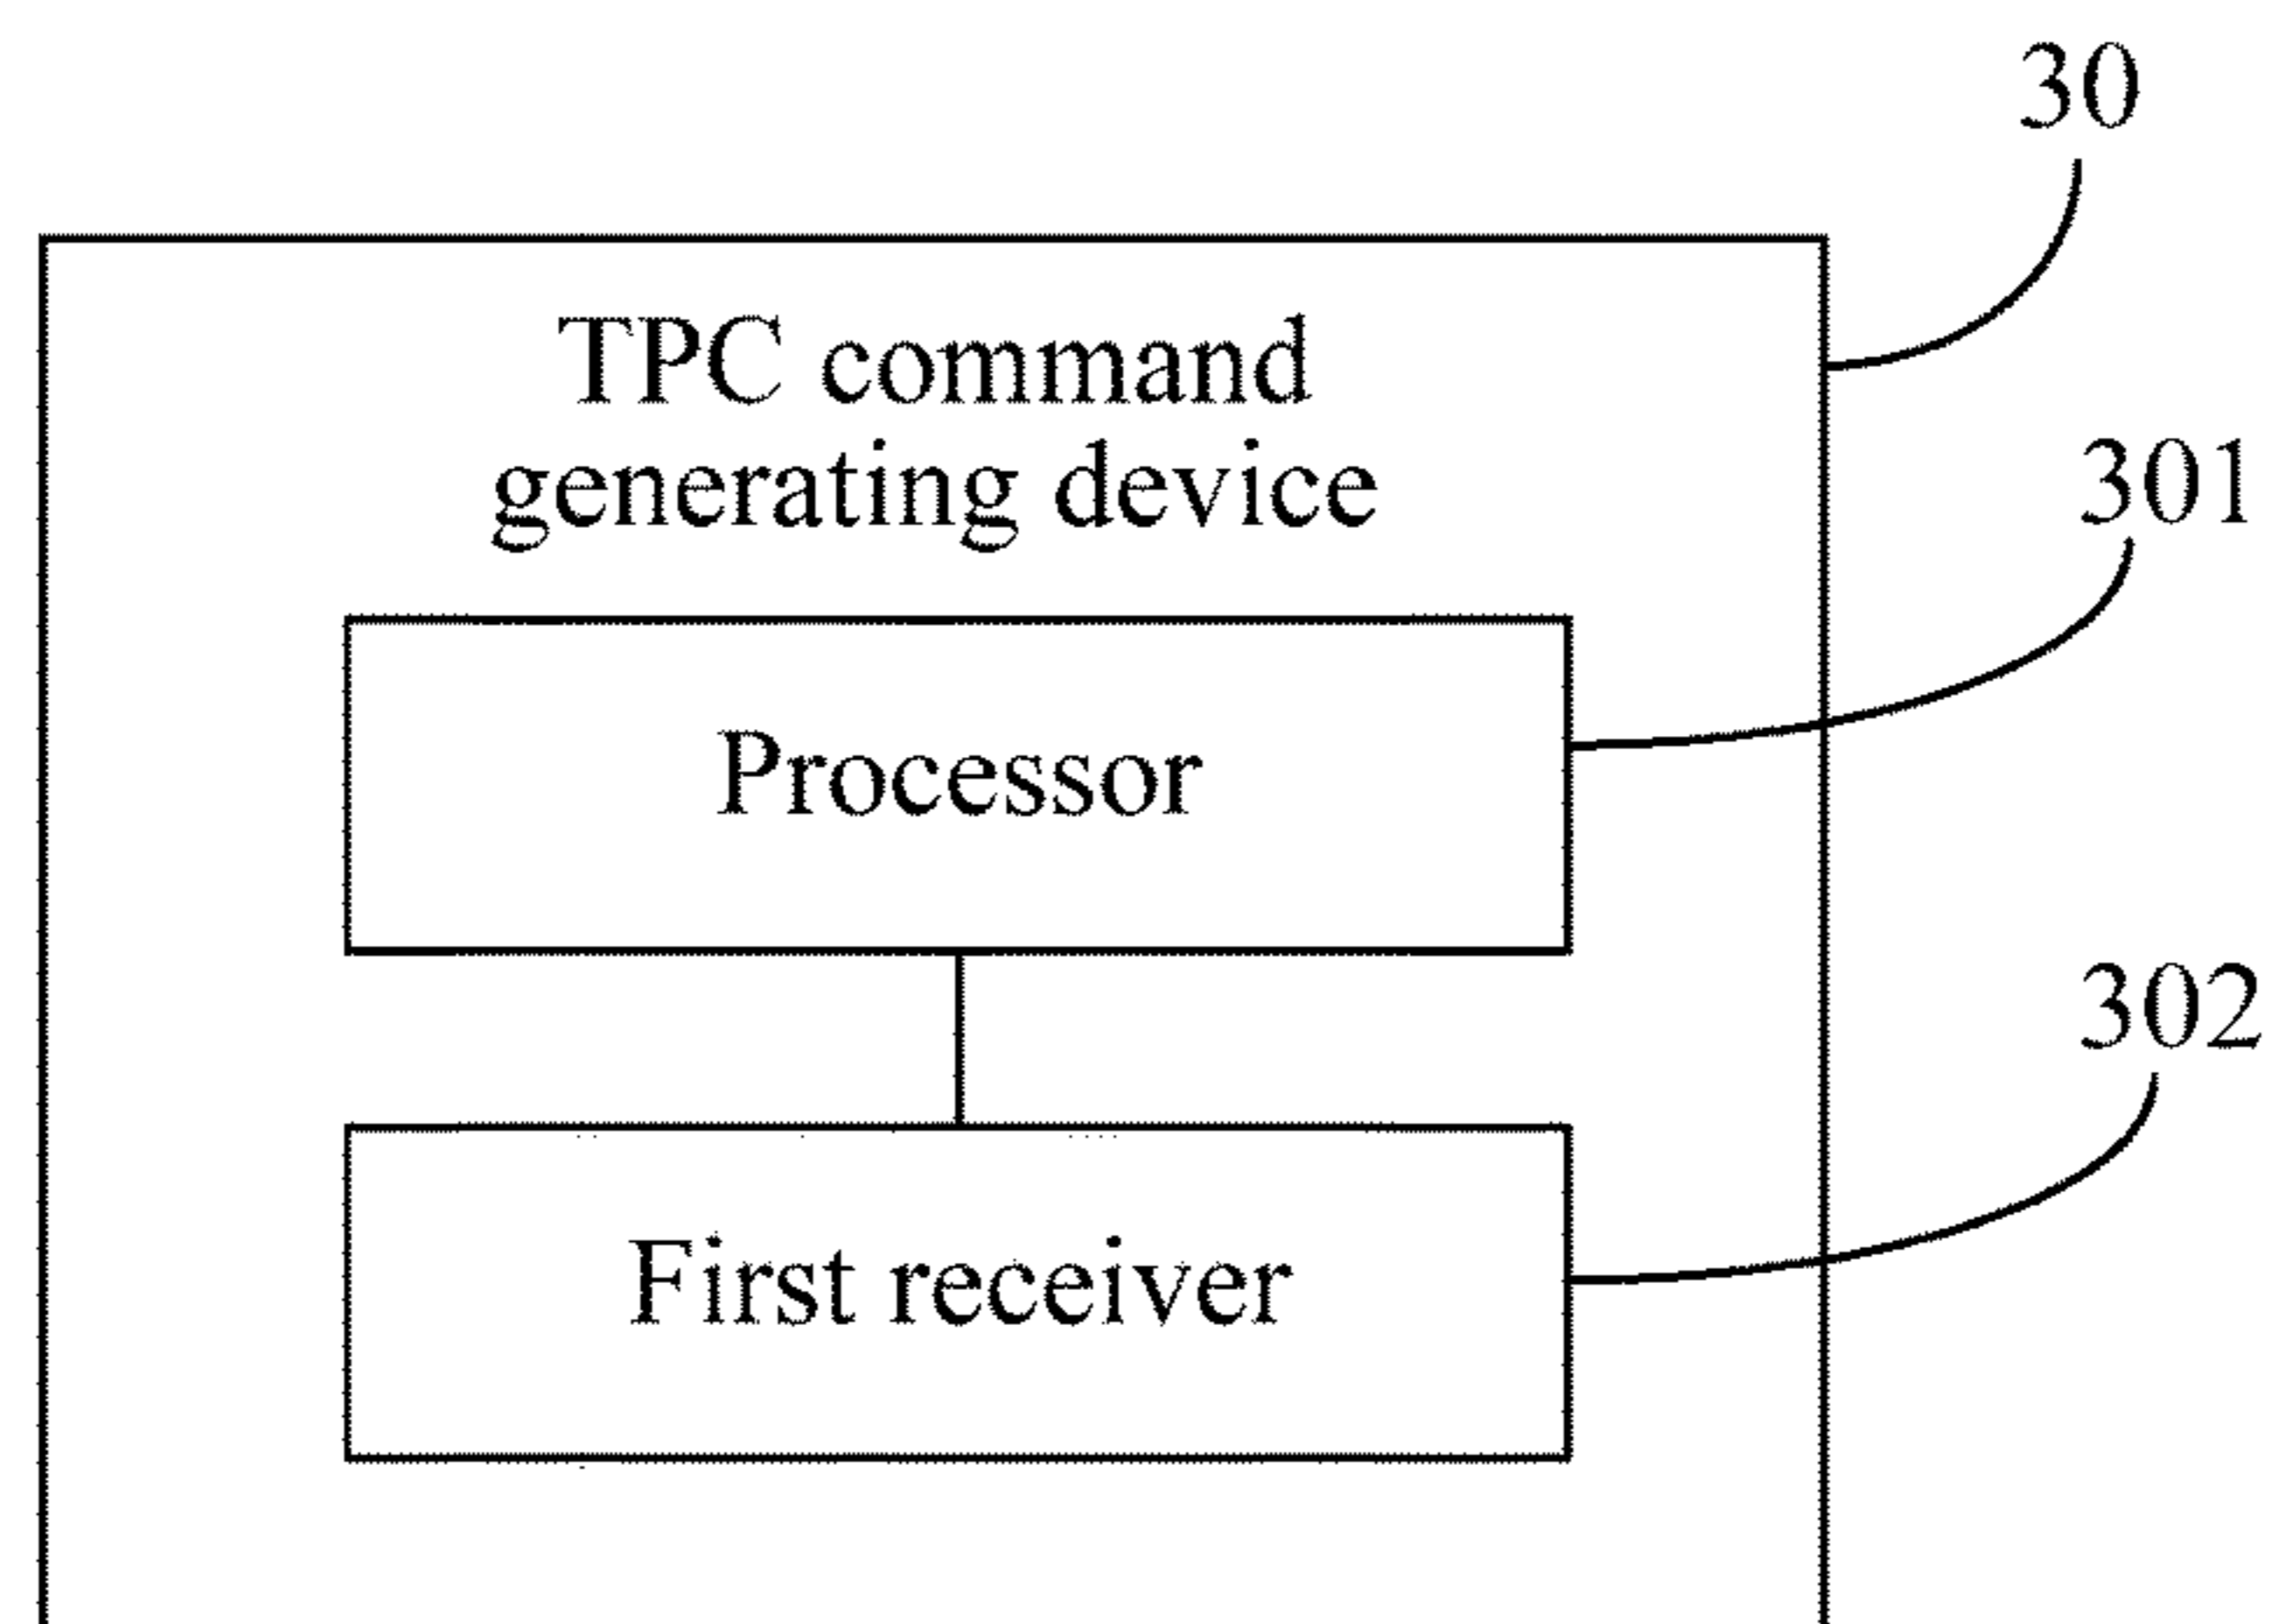 30
TPC command
generating device
301
Processor
302
First receiver